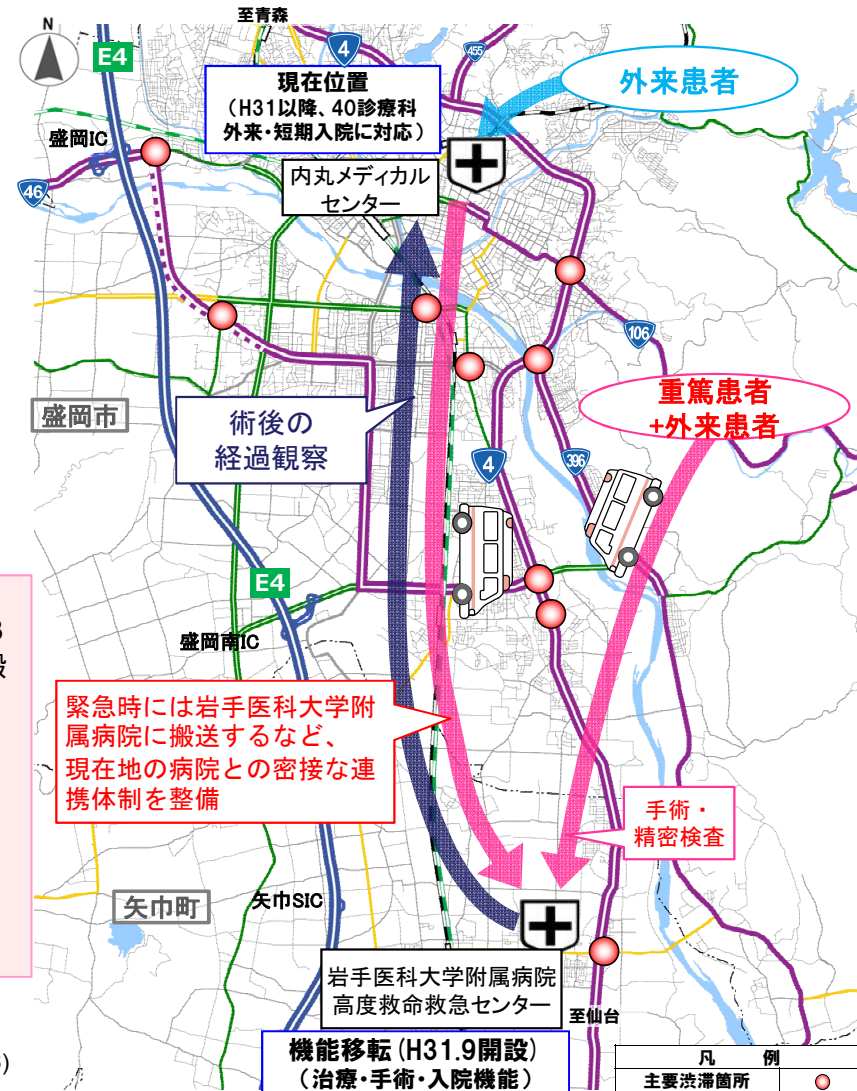 至青森
N
E4
4
455
現在位置
（H31以降、40診療科
外来・短期入院に対応）
外来患者
盛岡IC
46
内丸メディカル
センター
106
重篤患者
+外来患者
盛岡市
術後の
経過観察
4
396
E4
盛岡南IC
緊急時には岩手医科大学附
属病院に搬送するなど、
現在地の病院との密接な連
携体制を整備
手術・
精密検査
矢巾町
矢巾SIC
岩手医科大学附属病院
高度救命救急センター
至仙台
機能移転（H31.9開設）
（治療・手術・入院機能）
凡例
主要渋滞箇所